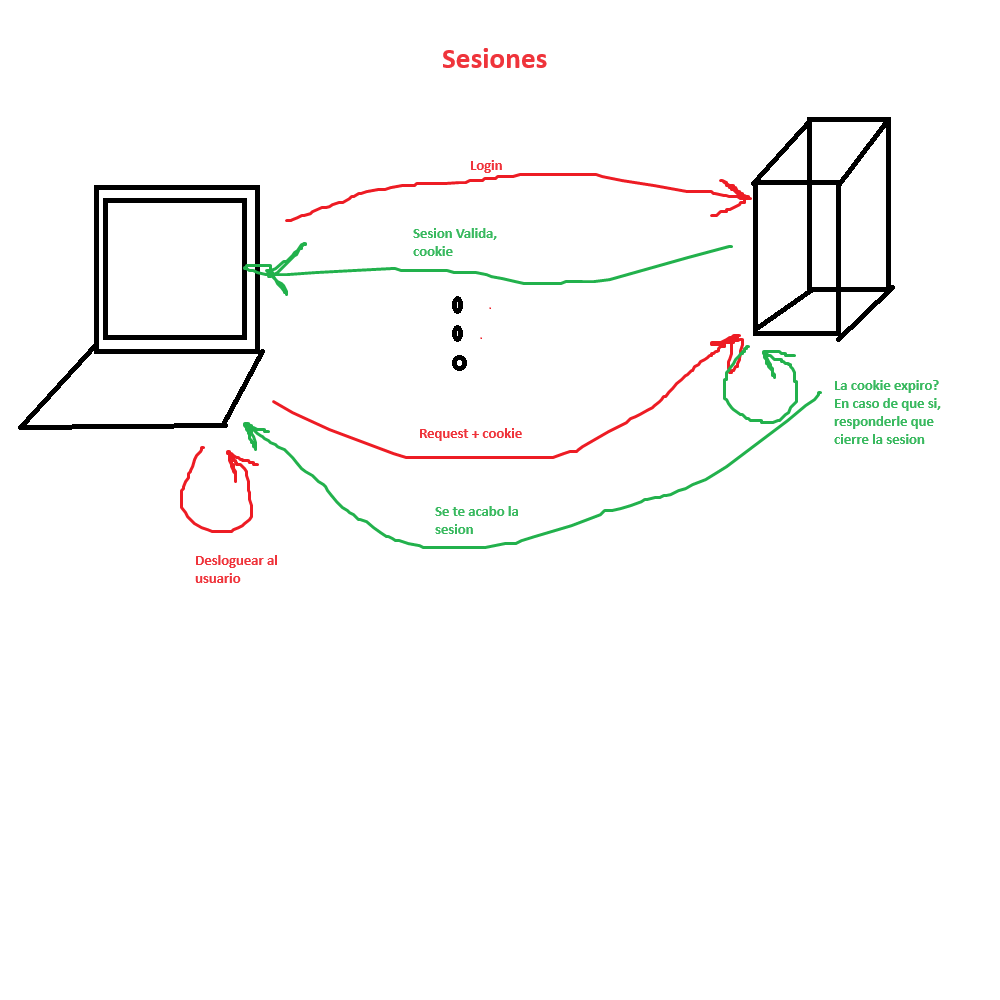 Sesiones
Login
Sesion Valida,
cookie
La cookie expiro?
En caso de que si,
responderle que
cierre la sesion
Request + cookie
Se te acabo la
sesion
Desloguear al
usuario